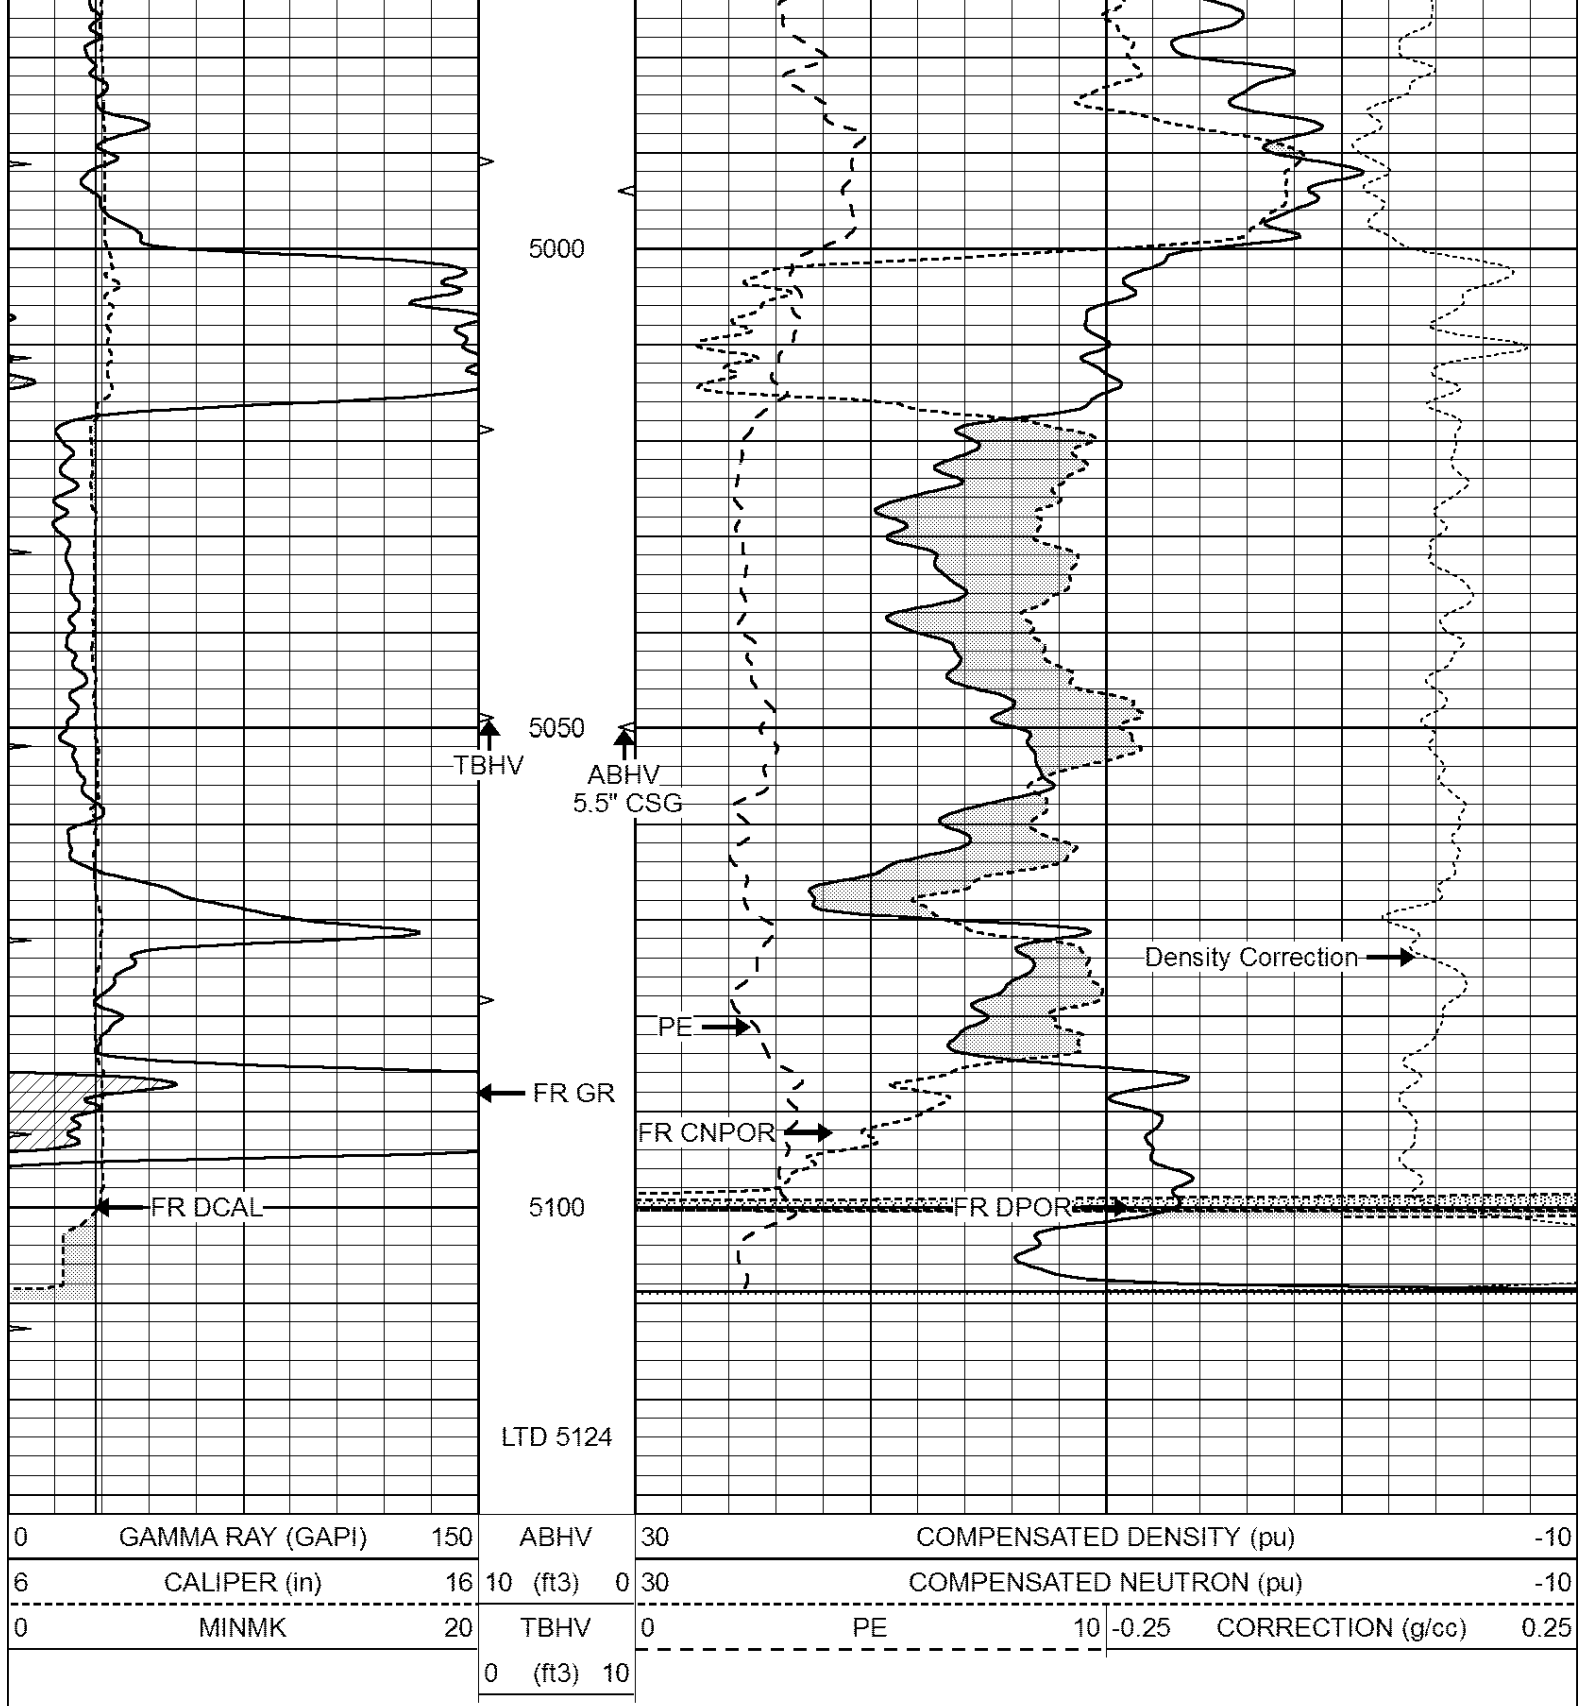 5000
5050
TBHV
ABHV
5.5" CSG
Density Correction
PE
FR GR
FR CNPOR
FR DCAL
5100
FR DPOR
LTD 5124
0 GAMMA RAY (GAPI) 150
6 CALIPER (in) 16
0 MINMK 20
ABHV
10 (ft3) 0
TBHV
0 (ft3) 10
30 COMPENSATED DENSITY (pu) -10
30 COMPENSATED NEUTRON (pu) -10
0 PE 10
-0.25 CORRECTION (g/cc) 0.25